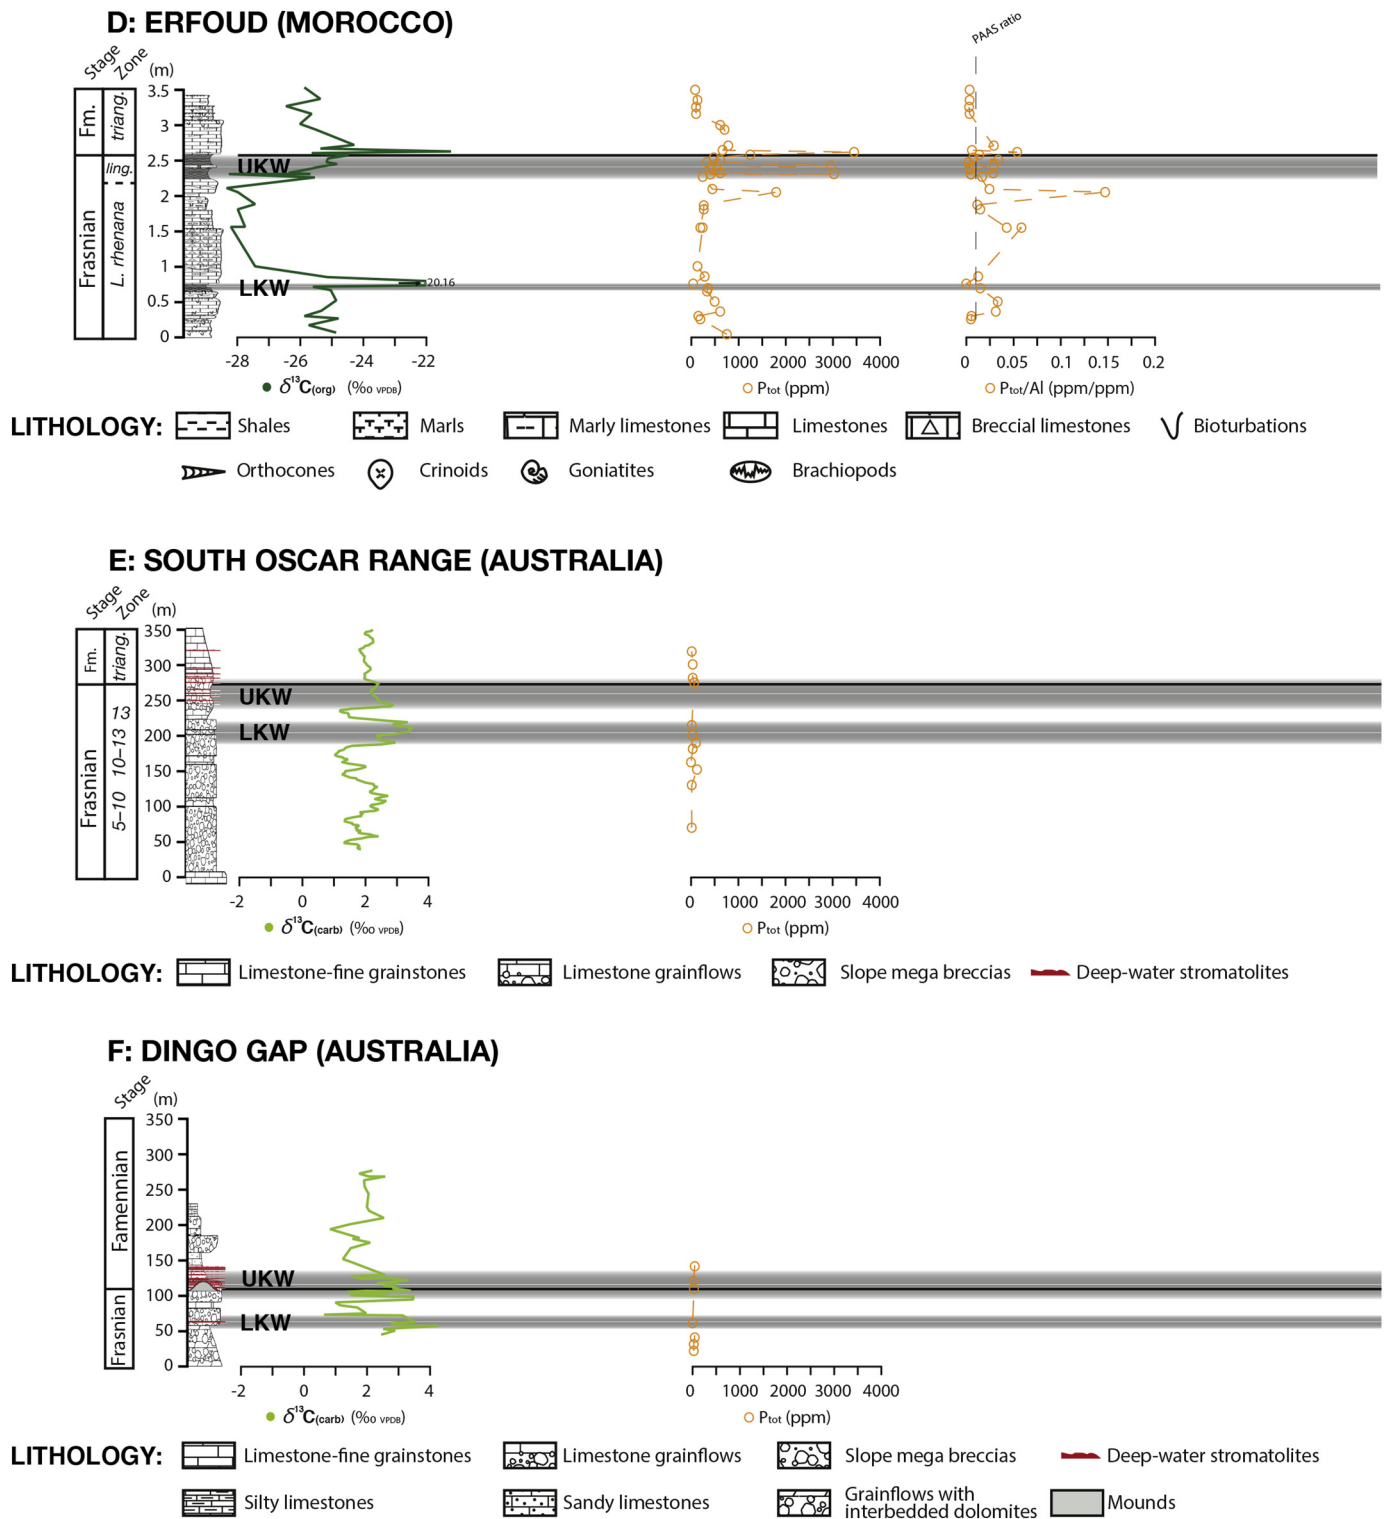 D: ERFOUD (MOROCCO)
PAAS ratio
Stage
Zone
(m)
Fm.
triang.
Frasnian
ling.
L. rhenana
3.5
3
2.5
2
1.5
1
0.5
0
UKW
LKW
20.16
-28 -26 -24 -22
δ¹³C(org) (‰ VPDB)
0 1000 2000 3000 4000
Ptot (ppm)
0 0.05 0.1 0.15 0.2
Ptot/Al (ppm/ppm)
LITHOLOGY: Shales Marls Marly limestones Limestones Breccial limestones Bioturbations
Orthocones Crinoids Goniatites Brachiopods
E: SOUTH OSCAR RANGE (AUSTRALIA)
Stage
Zone
(m)
Fm.
triang.
Frasnian
13
10–13
5–10
350
300
250
200
150
100
50
0
UKW
LKW
-2 0 2 4
δ¹³C(carb) (‰ VPDB)
0 1000 2000 3000 4000
Ptot (ppm)
LITHOLOGY: Limestone-fine grainstones Limestone grainflows Slope mega breccias Deep-water stromatolites
F: DINGO GAP (AUSTRALIA)
Stage
(m)
Famennian
Frasnian
350
300
250
200
150
100
50
0
UKW
LKW
-2 0 2 4
δ¹³C(carb) (‰ VPDB)
0 1000 2000 3000 4000
Ptot (ppm)
LITHOLOGY: Limestone-fine grainstones Limestone grainflows Slope mega breccias Deep-water stromatolites
Silty limestones Sandy limestones Grainflows with
interbedded dolomites Mounds